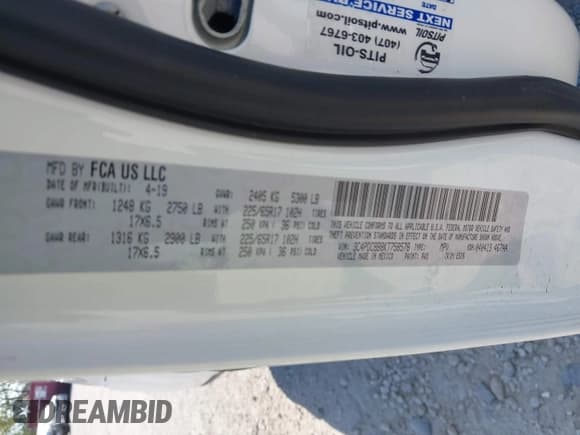 NEXT SERVICE
DATE
PITSOIL
www.pitsoil.com
(407) 403-6767
PITS-OIL
MFD BY FCA US LLC
DATE OF MFR(BUILT): 4-19 GVWR: 2405 KG 5300 LB
GAWR FRONT: 1248 KG 2750 LB WITH 225/65R17 102H TIRES
17X6.5 RIMS AT 250 KPA ( 36 PSI) COLD
GAWR REAR: 1316 KG 2900 LB WITH 225/65R17 102H TIRES
17X6.5 RIMS AT 250 KPA ( 36 PSI) COLD
THIS VEHICLE CONFORMS TO ALL APPLICABLE U.S.A. FEDERAL MOTOR VEHICLE SAFETY AND
THEFT PREVENTION STANDARDS IN EFFECT ON THE DATE OF MANUFACTURE SHOWN ABOVE.
VIN: TYPE: MPV
VEHICLE MADE IN MEXICO PAINT: PW3
DREAMBID